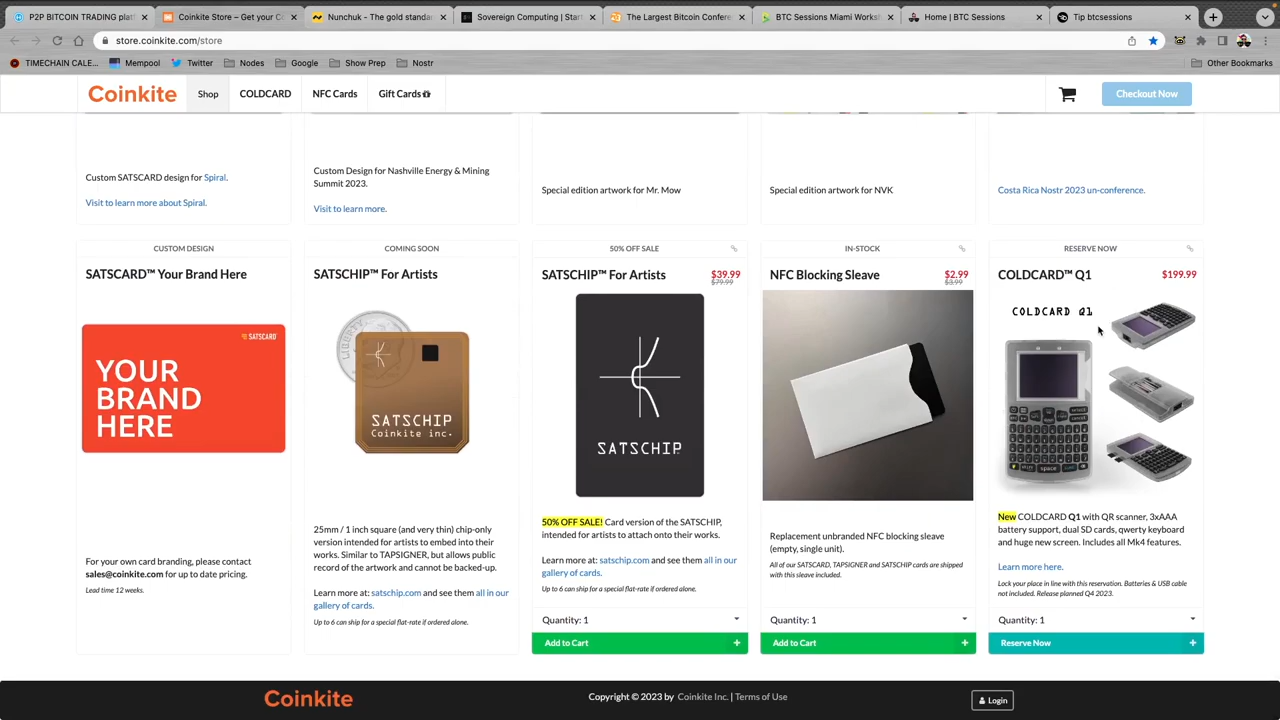 P2P BITCOIN TRADING platf
Coinkite Store – Get your C
Nunchuk - The gold standar
Sovereign Computing | Start
The Largest Bitcoin Confere
BTC Sessions Miami Worksh
Home | BTC Sessions
Tip btcsessions
store.coinkite.com/store
TIMECHAIN CALE...
Mempool
Twitter
Nodes
Google
Show Prep
Nostr
Other Bookmarks
Coinkite
Shop
COLDCARD
NFC Cards
Gift Cards
Checkout Now
Custom SATSCARD design for Spiral.
Visit to learn more about Spiral.
Custom Design for Nashville Energy & Mining
Summit 2023.
Visit to learn more.
Special edition artwork for Mr. Mow
Special edition artwork for NVK
Costa Rica Nostr 2023 un-conference.
CUSTOM DESIGN
SATSCARD™ Your Brand Here
SATSCARD
YOUR
BRAND
HERE
For your own card branding, please contact
sales@coinkite.com for up to date pricing.
Lead time 12 weeks.
COMING SOON
SATSCHIP™ For Artists
LIBERTY
SATSCHIP
Coinkite inc.
25mm / 1 inch square (and very thin) chip-only
version intended for artists to embed into their
works. Similar to TAPSIGNER, but allows public
record of the artwork and cannot be backed-up.
Learn more at: satschip.com and see them all in our
gallery of cards.
Up to 6 can ship for a special flat-rate if ordered alone.
50% OFF SALE
SATSCHIP™ For Artists
$39.99
$79.99
SATSCHIP
50% OFF SALE! Card version of the SATSCHIP,
intended for artists to attach onto their works.
Learn more at: satschip.com and see them all in our
gallery of cards.
Up to 6 can ship for a special flat-rate if ordered alone.
Quantity: 1
Add to Cart +
IN-STOCK
NFC Blocking Sleave
$2.99
$3.99
Replacement unbranded NFC blocking sleave
(empty, single unit).
All of our SATSCARD, TAPSIGNER and SATSCHIP cards are shipped
with this sleave included.
Quantity: 1
Add to Cart +
RESERVE NOW
COLDCARD™ Q1
$199.99
COLDCARD Q1
space
New COLDCARD Q1 with QR scanner, 3xAAA
battery support, dual SD cards, qwerty keyboard
and huge new screen. Includes all Mk4 features.
Learn more here.
Lock your place in line with this reservation. Batteries & USB cable
not included. Release planned Q4 2023.
Quantity: 1
Reserve Now +
Coinkite
Copyright © 2023 by Coinkite Inc. | Terms of Use
Login